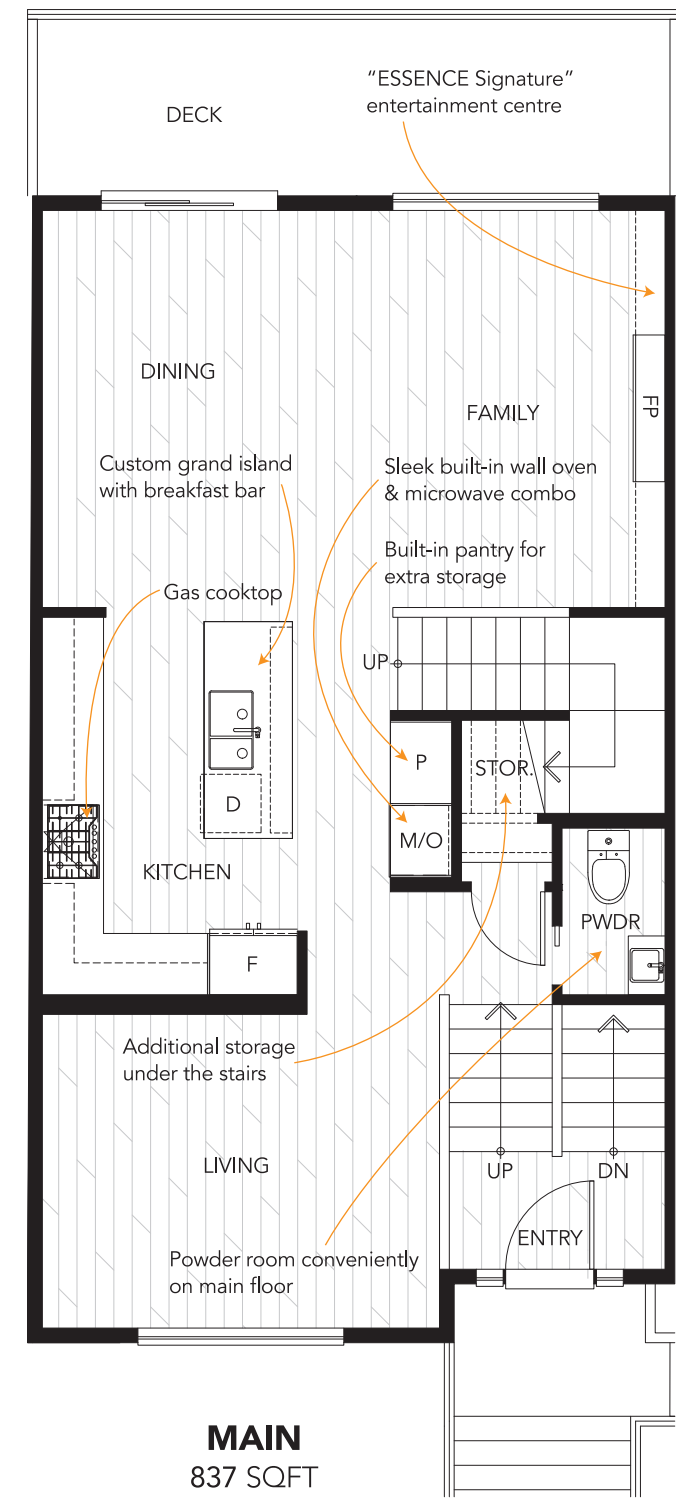 “ESSENCE Signature”
entertainment centre
DECK
DINING
FAMILY
FP
Custom grand island
with breakfast bar
Sleek built-in wall oven
& microwave combo
Built-in pantry for
extra storage
Gas cooktop
UP
P
STOR.
D
M/O
KITCHEN
PWDR
F
Additional storage
under the stairs
LIVING
UP
DN
ENTRY
Powder room conveniently
on main floor
MAIN
837 SQFT